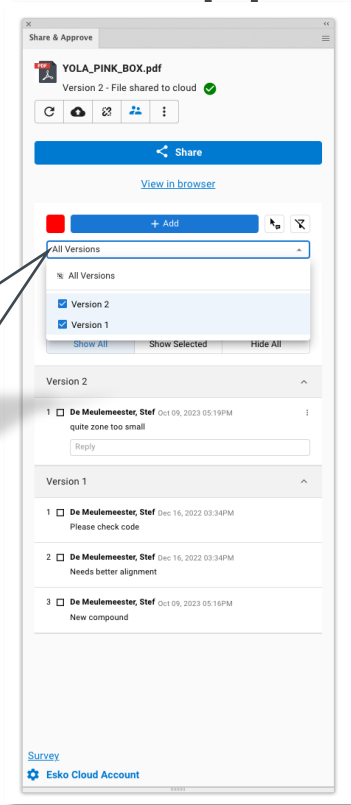 Share & Approve
PDF
YOLA_PINK_BOX.pdf
Version 2 - File shared to cloud
Share
View in browser
+ Add
All Versions
All Versions
Version 2
Version 1
Show All Show Selected Hide All
Version 2
1 De Meulemeester, Stef Oct 09, 2023 05:19PM
quite zone too small
Reply
Version 1
1 De Meulemeester, Stef Dec 16, 2022 03:34PM
Please check code
2 De Meulemeester, Stef Dec 16, 2022 03:34PM
Needs better alignment
3 De Meulemeester, Stef Oct 09, 2023 05:16PM
New compound
Survey
Esko Cloud Account